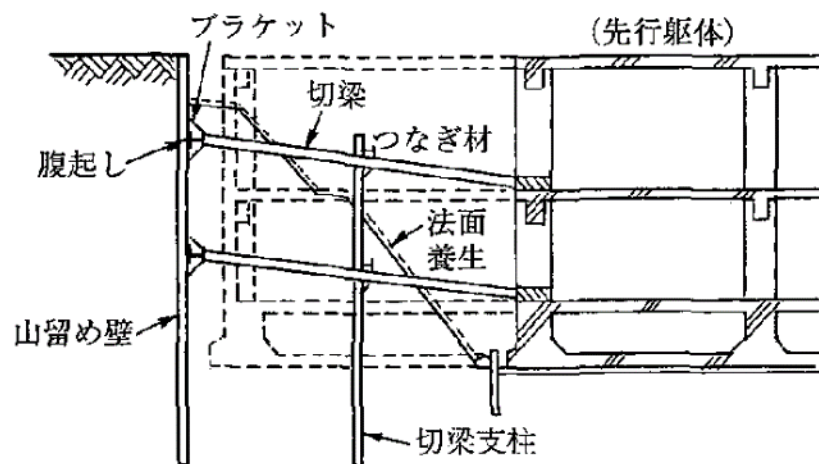 ブラケット
(先行躯体)
切梁
つなぎ材
腹起し
法面
養生
山留め壁
切梁支柱